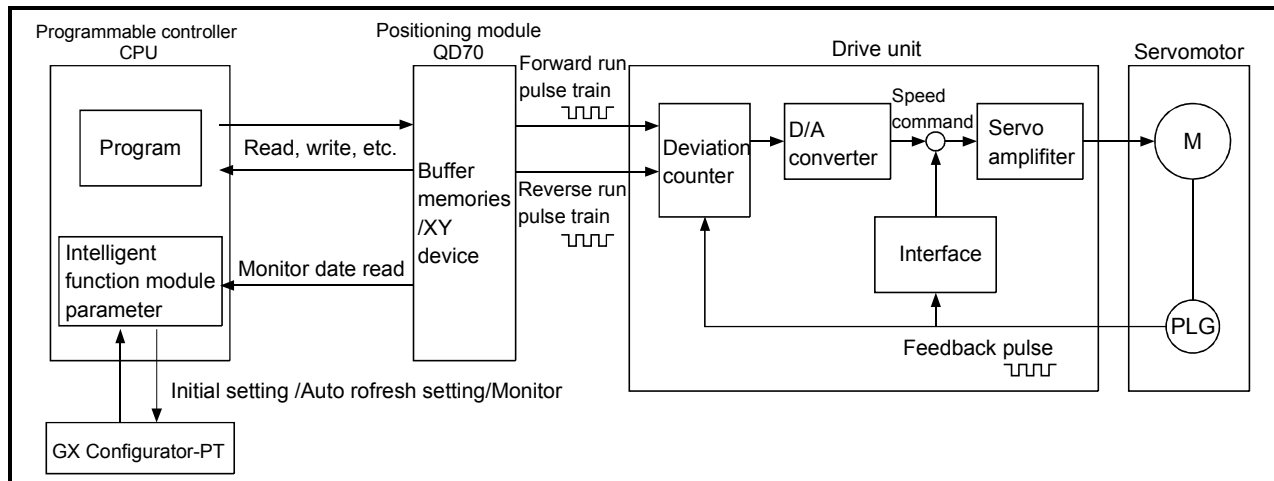 Programmable controller
CPU
Program
Intelligent
function module
parameter
Read, write, etc.
Monitor date read
Initial setting /Auto rofresh setting/Monitor
GX Configurator-PT
Positioning module
QD70
Buffer
memories
/XY
device
Forward run
pulse train
Reverse run
pulse train
Drive unit
Deviation
counter
D/A
converter
Speed
command
Servo
amplifiter
Interface
Feedback pulse
Servomotor
M
PLG